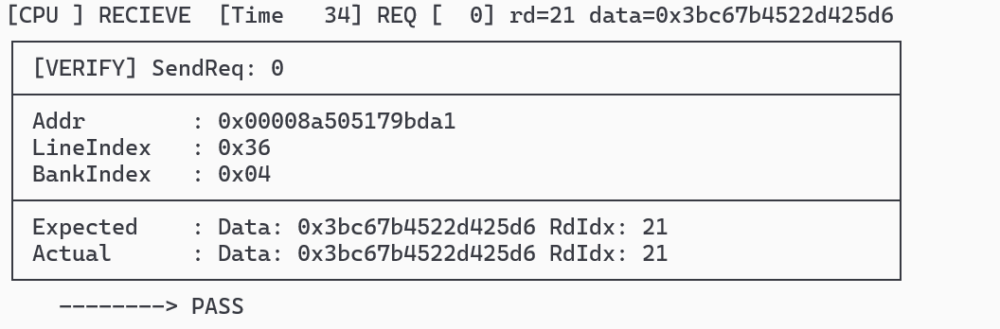 [CPU ] RECIEVE  [Time   34] REQ [  0] rd=21 data=0x3bc67b4522d425d6
[VERIFY] SendReq: 0
Addr        : 0x00008a505179bda1
LineIndex   : 0x36
BankIndex   : 0x04
Expected    : Data: 0x3bc67b4522d425d6 RdIdx: 21
Actual      : Data: 0x3bc67b4522d425d6 RdIdx: 21
--------> PASS